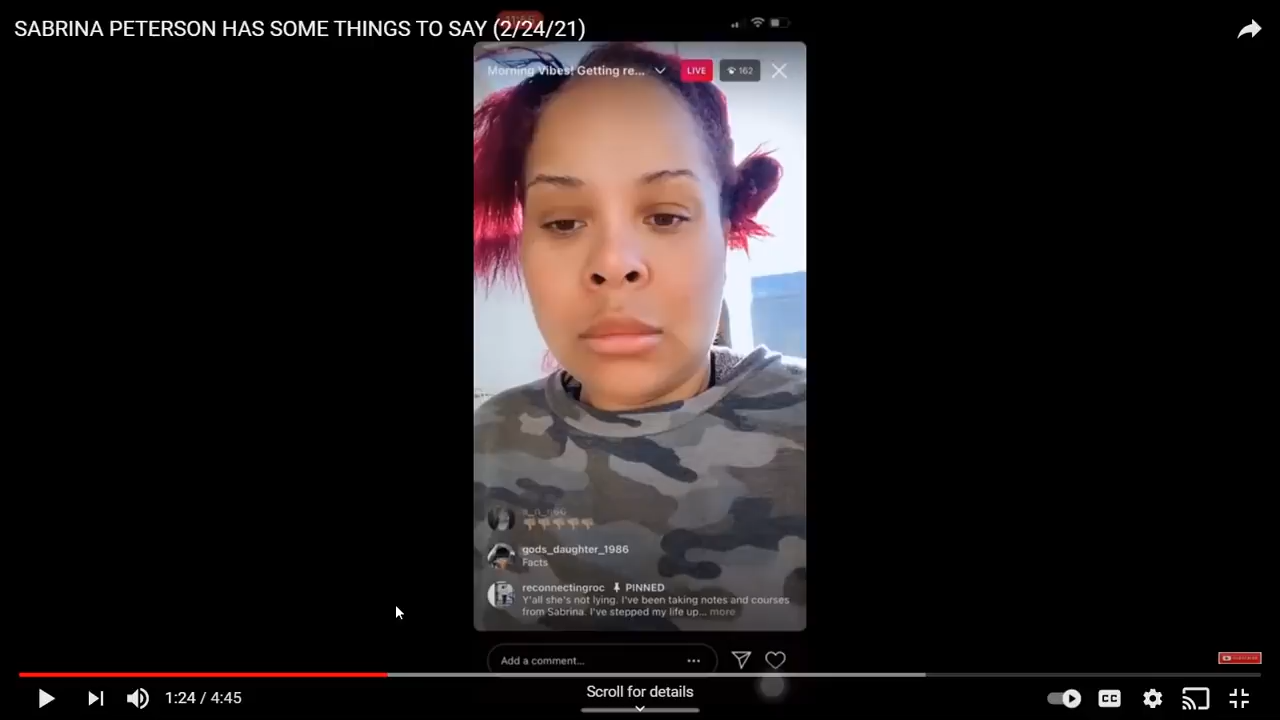 SABRINA PETERSON HAS SOME THINGS TO SAY (2/24/21)
Morning Vibes! Getting re...
LIVE
162
gods_daughter_1986
Facts
reconnectingroc PINNED
Y'all she's not lying. I've been taking notes and courses
from Sabrina. I've stepped my life up... more
Add a comment...
Scroll for details
1:24 / 4:45
CC